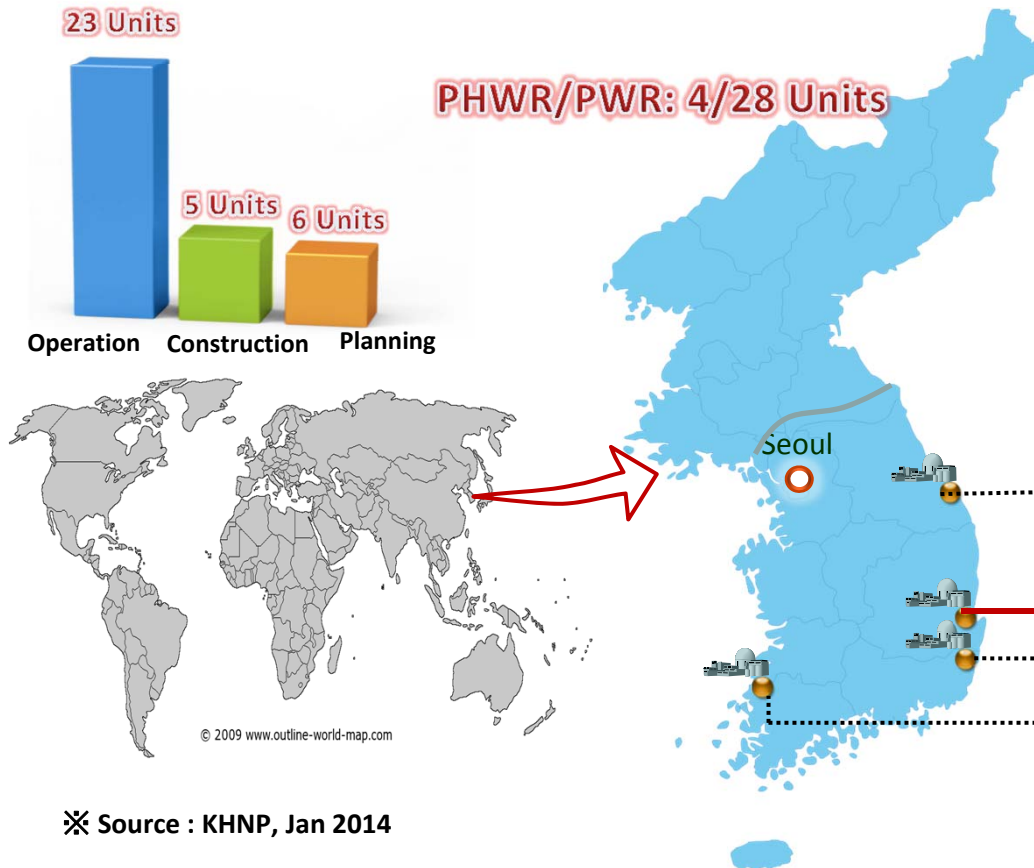 23 Units
PHWR/PWR: 4/28 Units
5 Units
6 Units
Operation
Construction
Planning
Seoul
© 2009 www.outline-world-map.com
※ Source : KHNP, Jan 2014